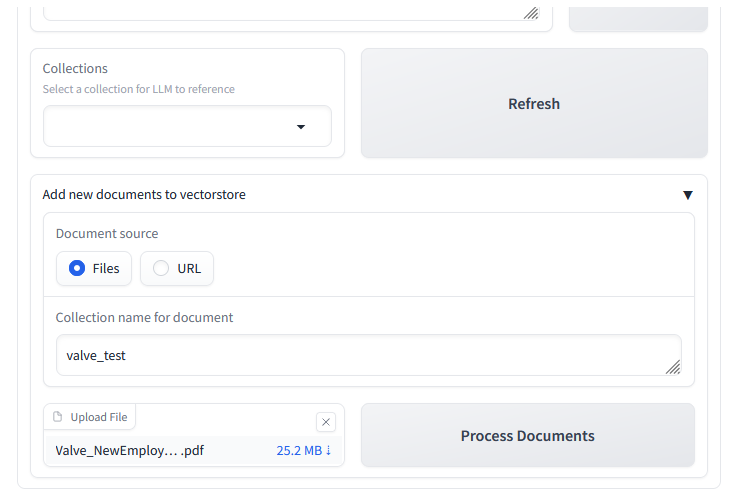 Collections
Select a collection for LLM to reference
Refresh
Add new documents to vectorstore
Document source
Files
URL
Collection name for document
valve_test
Upload File
Valve_NewEmploy... .pdf
25.2 MB ↓
Process Documents